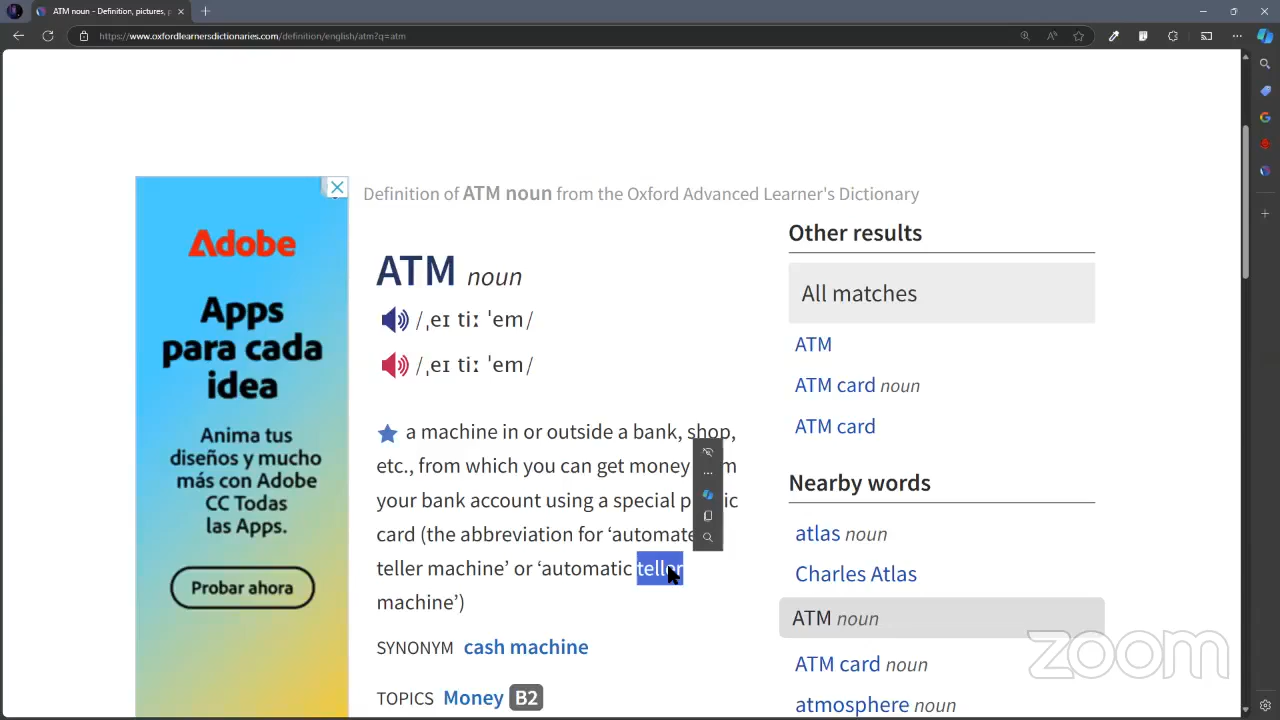 ATM noun - Definition, pictures, p
https://www.oxfordlearnersdictionaries.com/definition/english/atm?q=atm
Adobe
Apps
para cada
idea
Anima tus
diseños y mucho
más con Adobe
CC Todas
las Apps.
Probar ahora
Definition of ATM noun from the Oxford Advanced Learner's Dictionary
ATM noun
/ˌeɪ tiː ˈem/
/ˌeɪ tiː ˈem/
a machine in or outside a bank, shop,
etc., from which you can get money m
your bank account using a special p ic
card (the abbreviation for ‘automate
teller machine’ or ‘automatic teller
machine’)
SYNONYM cash machine
TOPICS Money B2
Other results
All matches
ATM
ATM card noun
ATM card
Nearby words
atlas noun
Charles Atlas
ATM noun
ATM card noun
atmosphere noun
zoom